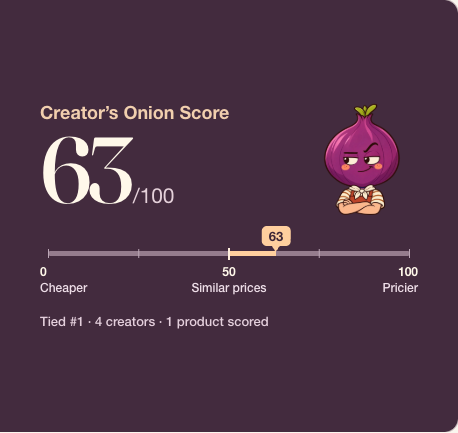 Creator’s Onion Score
63/100
63
0 50 100
Cheaper Similar prices Pricier
Tied #1 · 4 creators · 1 product scored